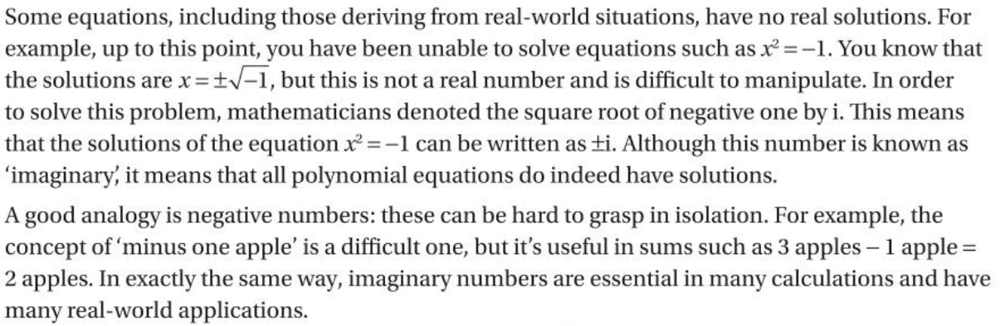 Some equations, including those deriving from real-world situations, have no real solutions. For
example, up to this point, you have been unable to solve equations such as x² = −1. You know that
the solutions are x = ±√−1, but this is not a real number and is difficult to manipulate. In order
to solve this problem, mathematicians denoted the square root of negative one by i. This means
that the solutions of the equation x² = −1 can be written as ±i. Although this number is known as
‘imaginary’, it means that all polynomial equations do indeed have solutions.
A good analogy is negative numbers: these can be hard to grasp in isolation. For example, the
concept of ‘minus one apple’ is a difficult one, but it’s useful in sums such as 3 apples – 1 apple =
2 apples. In exactly the same way, imaginary numbers are essential in many calculations and have
many real-world applications.